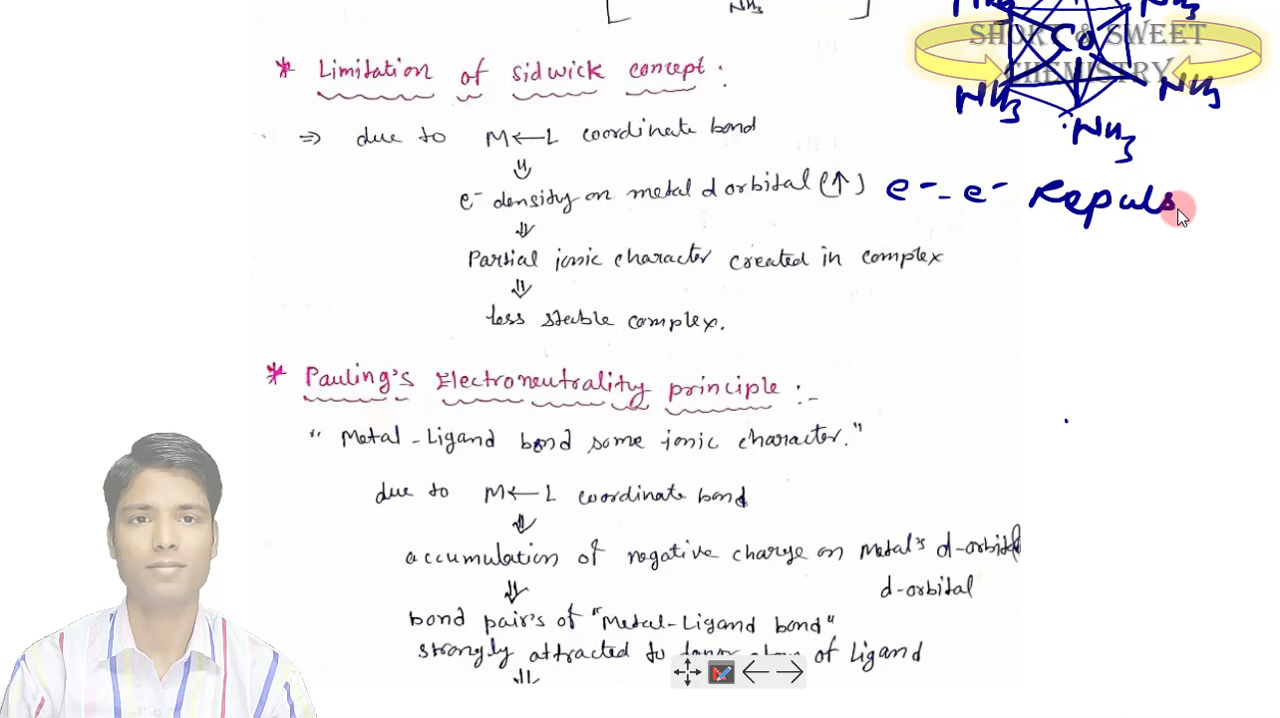 NH3
NH3
SHORT & SWEET
Co
CHEMISTRY
NH3
NH3
NH3
* Limitation of sidwick concept :
⇒ due to M←L coordinate bond
⇓
e⁻ density on metal d orbital (↑) e⁻ - e⁻ Repuls
⇓
Partial ionic character created in complex
⇓
less stable complex.
* Pauling's Electroneutrality principle :-
" Metal-Ligand bond some ionic character."
due to M←L coordinate bond
⇓
accumulation of negative charge on Metal's d-orbital
d-orbital
⇓
bond pair's of "Metal-Ligand bond"
strongly attracted to of Ligand
⇓